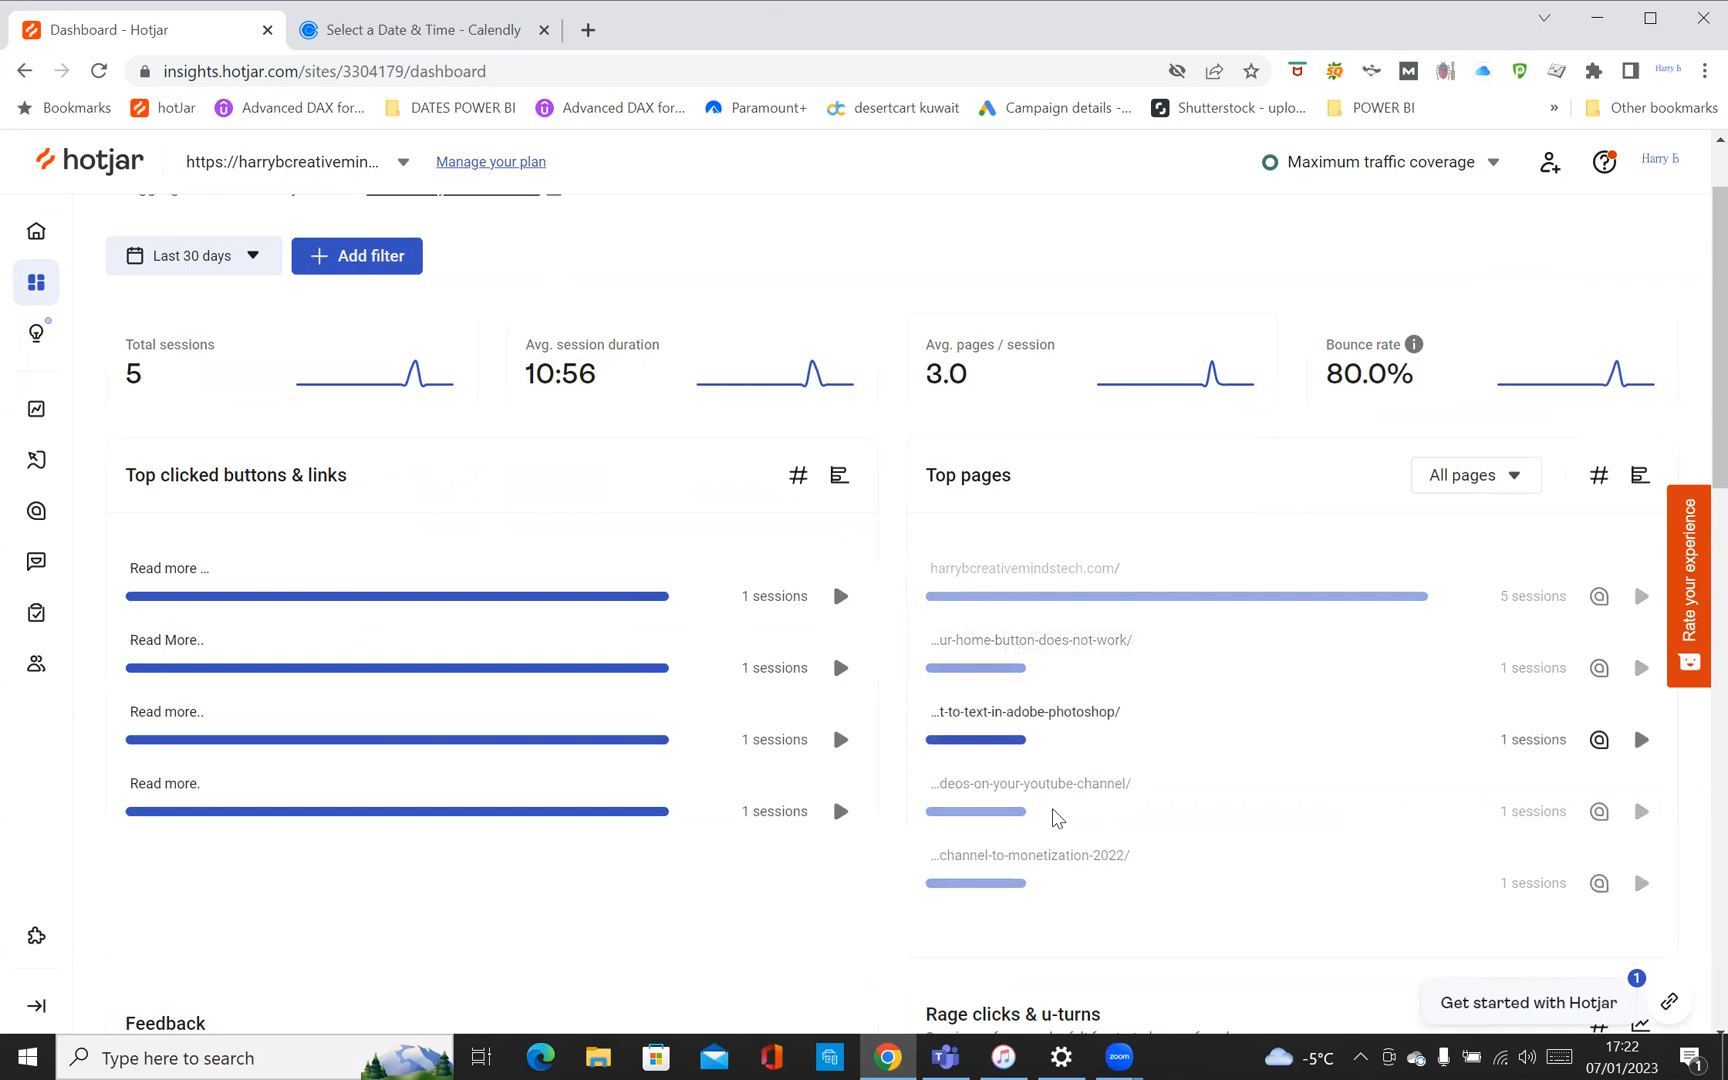 Dashboard - Hotjar
Select a Date & Time - Calendly
insights.hotjar.com/sites/3304179/dashboard
Harry b
Bookmarks hotJar Advanced DAX for... DATES POWER BI Advanced DAX for... Paramount+ desertcart kuwait Campaign details -... Shutterstock - uplo... POWER BI » Other bookmarks
hotjar https://harrybcreativemin... Manage your plan Maximum traffic coverage
Last 30 days
Add filter
Total sessions
5
Avg. session duration
10:56
Avg. pages / session
3.0
Bounce rate
80.0%
Top clicked buttons & links
Read more ...
1 sessions
Read More..
1 sessions
Read more..
1 sessions
Read more.
1 sessions
Top pages
All pages
harrybcreativemindstech.com/
5 sessions
...ur-home-button-does-not-work/
1 sessions
...t-to-text-in-adobe-photoshop/
1 sessions
...deos-on-your-youtube-channel/
1 sessions
...channel-to-monetization-2022/
1 sessions
Rate your experience
Feedback
Rage clicks & u-turns
1
Get started with Hotjar
Type here to search
zoom
-5°C
17:22
07/01/2023
1